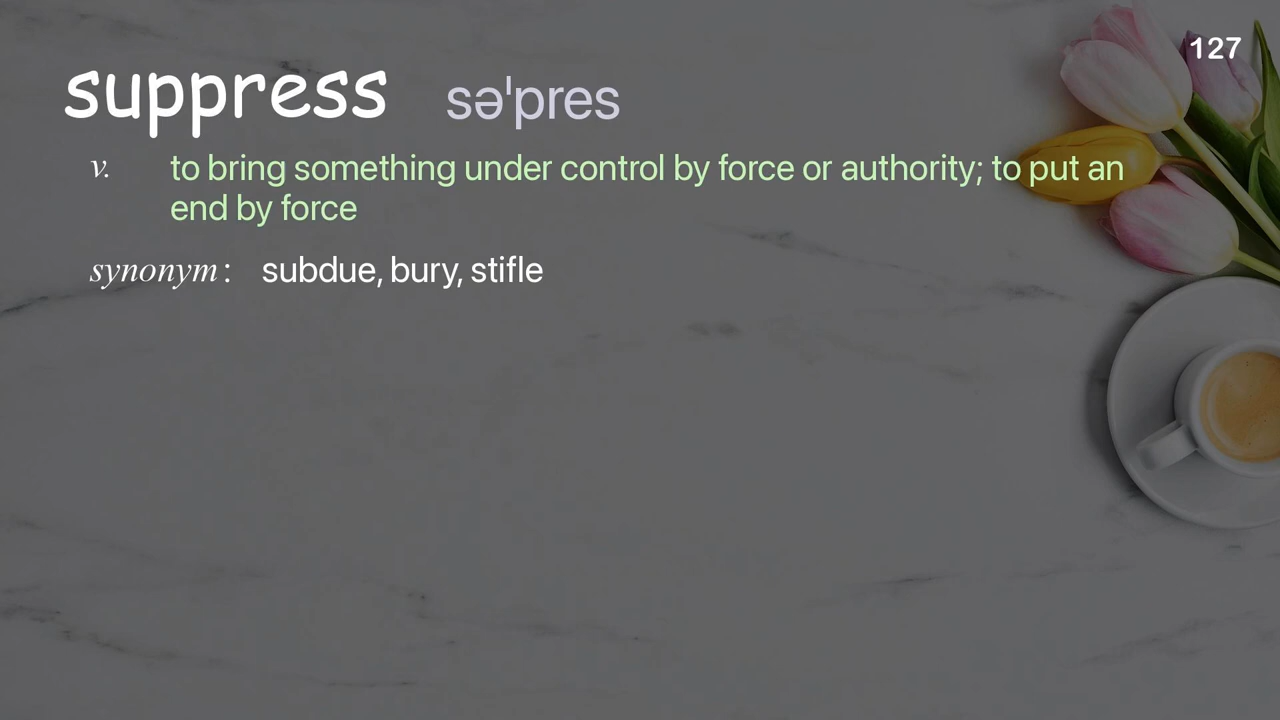 127
suppress səˈpres
v. to bring something under control by force or authority; to put an
end by force
synonym: subdue, bury, stifle